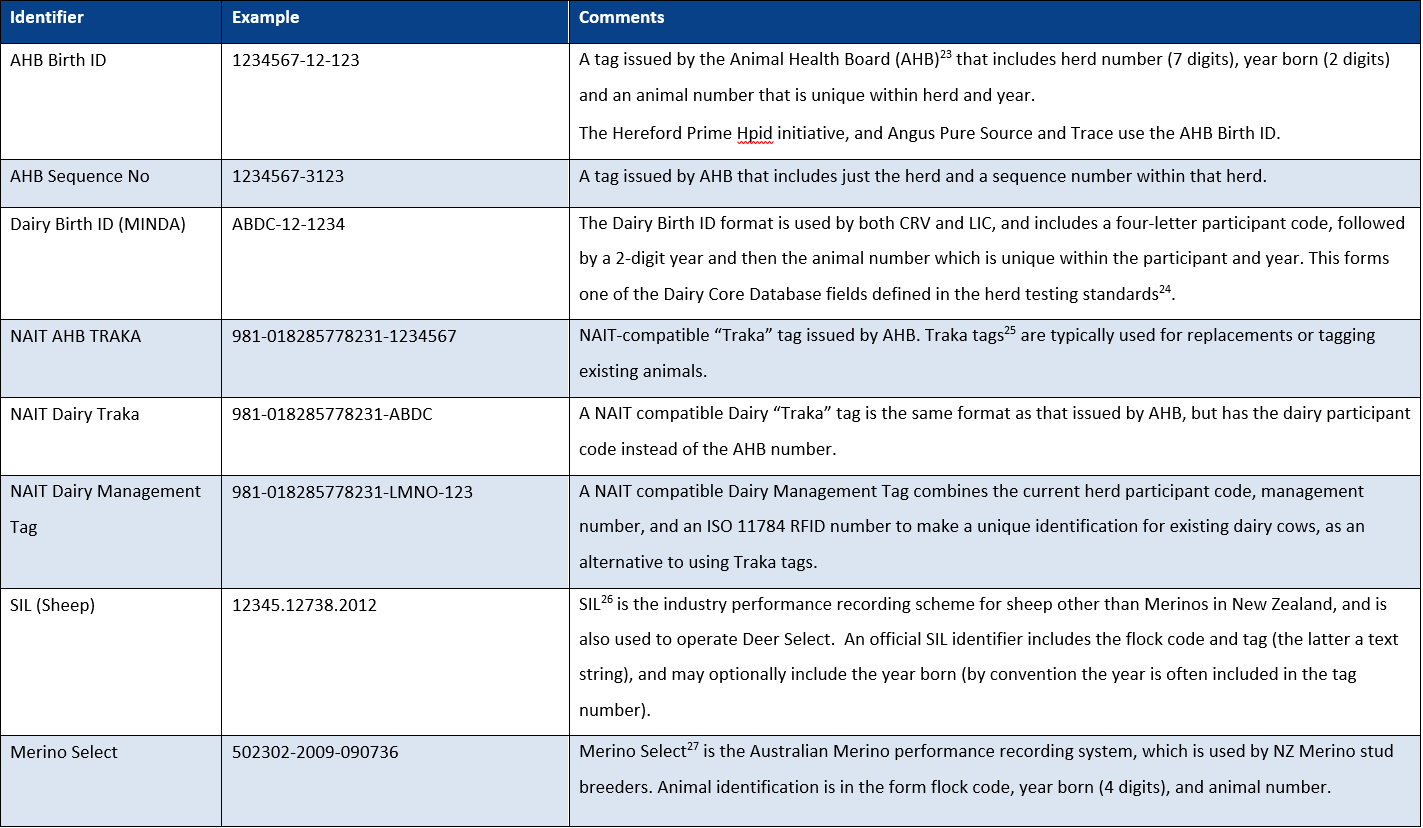 Identifier Example Comments
AHB Birth ID 1234567-12-123 A tag issued by the Animal Health Board (AHB)23 that includes herd number (7 digits), year born (2 digits)
and an animal number that is unique within herd and year.
The Hereford Prime Hpid initiative, and Angus Pure Source and Trace use the AHB Birth ID.
AHB Sequence No 1234567-3123 A tag issued by AHB that includes just the herd and a sequence number within that herd.
Dairy Birth ID (MINDA) ABDC-12-1234 The Dairy Birth ID format is used by both CRV and LIC, and includes a four-letter participant code, followed
by a 2-digit year and then the animal number which is unique within the participant and year. This forms
one of the Dairy Core Database fields defined in the herd testing standards24.
NAIT AHB TRAKA 981-018285778231-1234567 NAIT-compatible “Traka” tag issued by AHB. Traka tags25 are typically used for replacements or tagging
existing animals.
NAIT Dairy Traka 981-018285778231-ABDC A NAIT compatible Dairy “Traka” tag is the same format as that issued by AHB, but has the dairy participant
code instead of the AHB number.
NAIT Dairy Management 981-018285778231-LMNO-123 A NAIT compatible Dairy Management Tag combines the current herd participant code, management
Tag number, and an ISO 11784 RFID number to make a unique identification for existing dairy cows, as an
alternative to using Traka tags.
SIL (Sheep) 12345.12738.2012 SIL26 is the industry performance recording scheme for sheep other than Merinos in New Zealand, and is
also used to operate Deer Select.  An official SIL identifier includes the flock code and tag (the latter a text
string), and may optionally include the year born (by convention the year is often included in the tag
number).
Merino Select 502302-2009-090736 Merino Select27 is the Australian Merino performance recording system, which is used by NZ Merino stud
breeders. Animal identification is in the form flock code, year born (4 digits), and animal number.